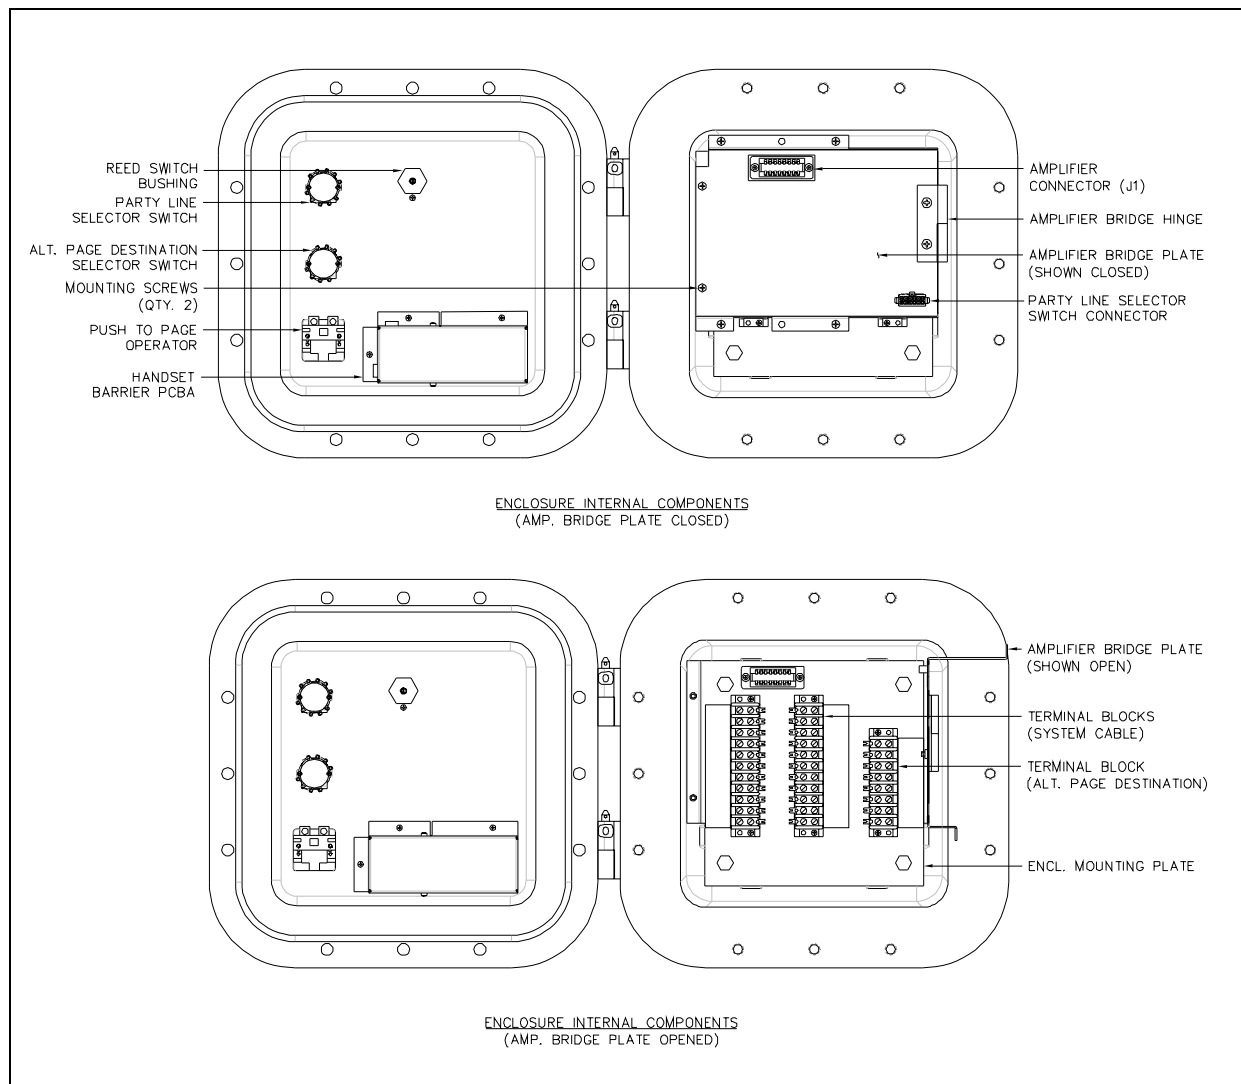 REED SWITCH
BUSHING
PARTY LINE
SELECTOR SWITCH
ALT. PAGE DESTINATION
SELECTOR SWITCH
MOUNTING SCREWS
(QTY. 2)
PUSH TO PAGE
OPERATOR
HANDSET
BARRIER PCBA
AMPLIFIER
CONNECTOR (J1)
AMPLIFIER BRIDGE HINGE
AMPLIFIER BRIDGE PLATE
(SHOWN CLOSED)
PARTY LINE SELECTOR
SWITCH CONNECTOR
ENCLOSURE INTERNAL COMPONENTS
(AMP. BRIDGE PLATE CLOSED)
AMPLIFIER BRIDGE PLATE
(SHOWN OPEN)
TERMINAL BLOCKS
(SYSTEM CABLE)
TERMINAL BLOCK
(ALT. PAGE DESTINATION)
ENCL. MOUNTING PLATE
ENCLOSURE INTERNAL COMPONENTS
(AMP. BRIDGE PLATE OPENED)